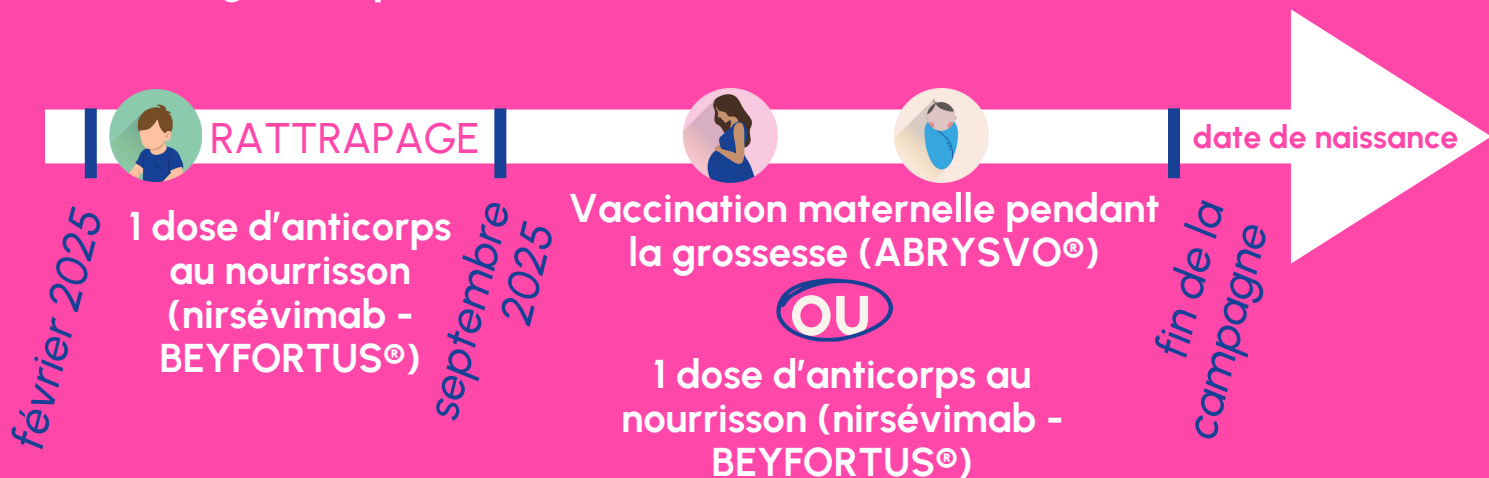 RATTRAPAGE
date de naissance
février 2025
1 dose d'anticorps
au nourrisson
(nirsévimab -
BEYFORTUS®)
septembre
2025
Vaccination maternelle pendant
la grossesse (ABRYSVO®)
OU
1 dose d'anticorps au
nourrisson (nirsévimab -
BEYFORTUS®)
fin de la
campagne